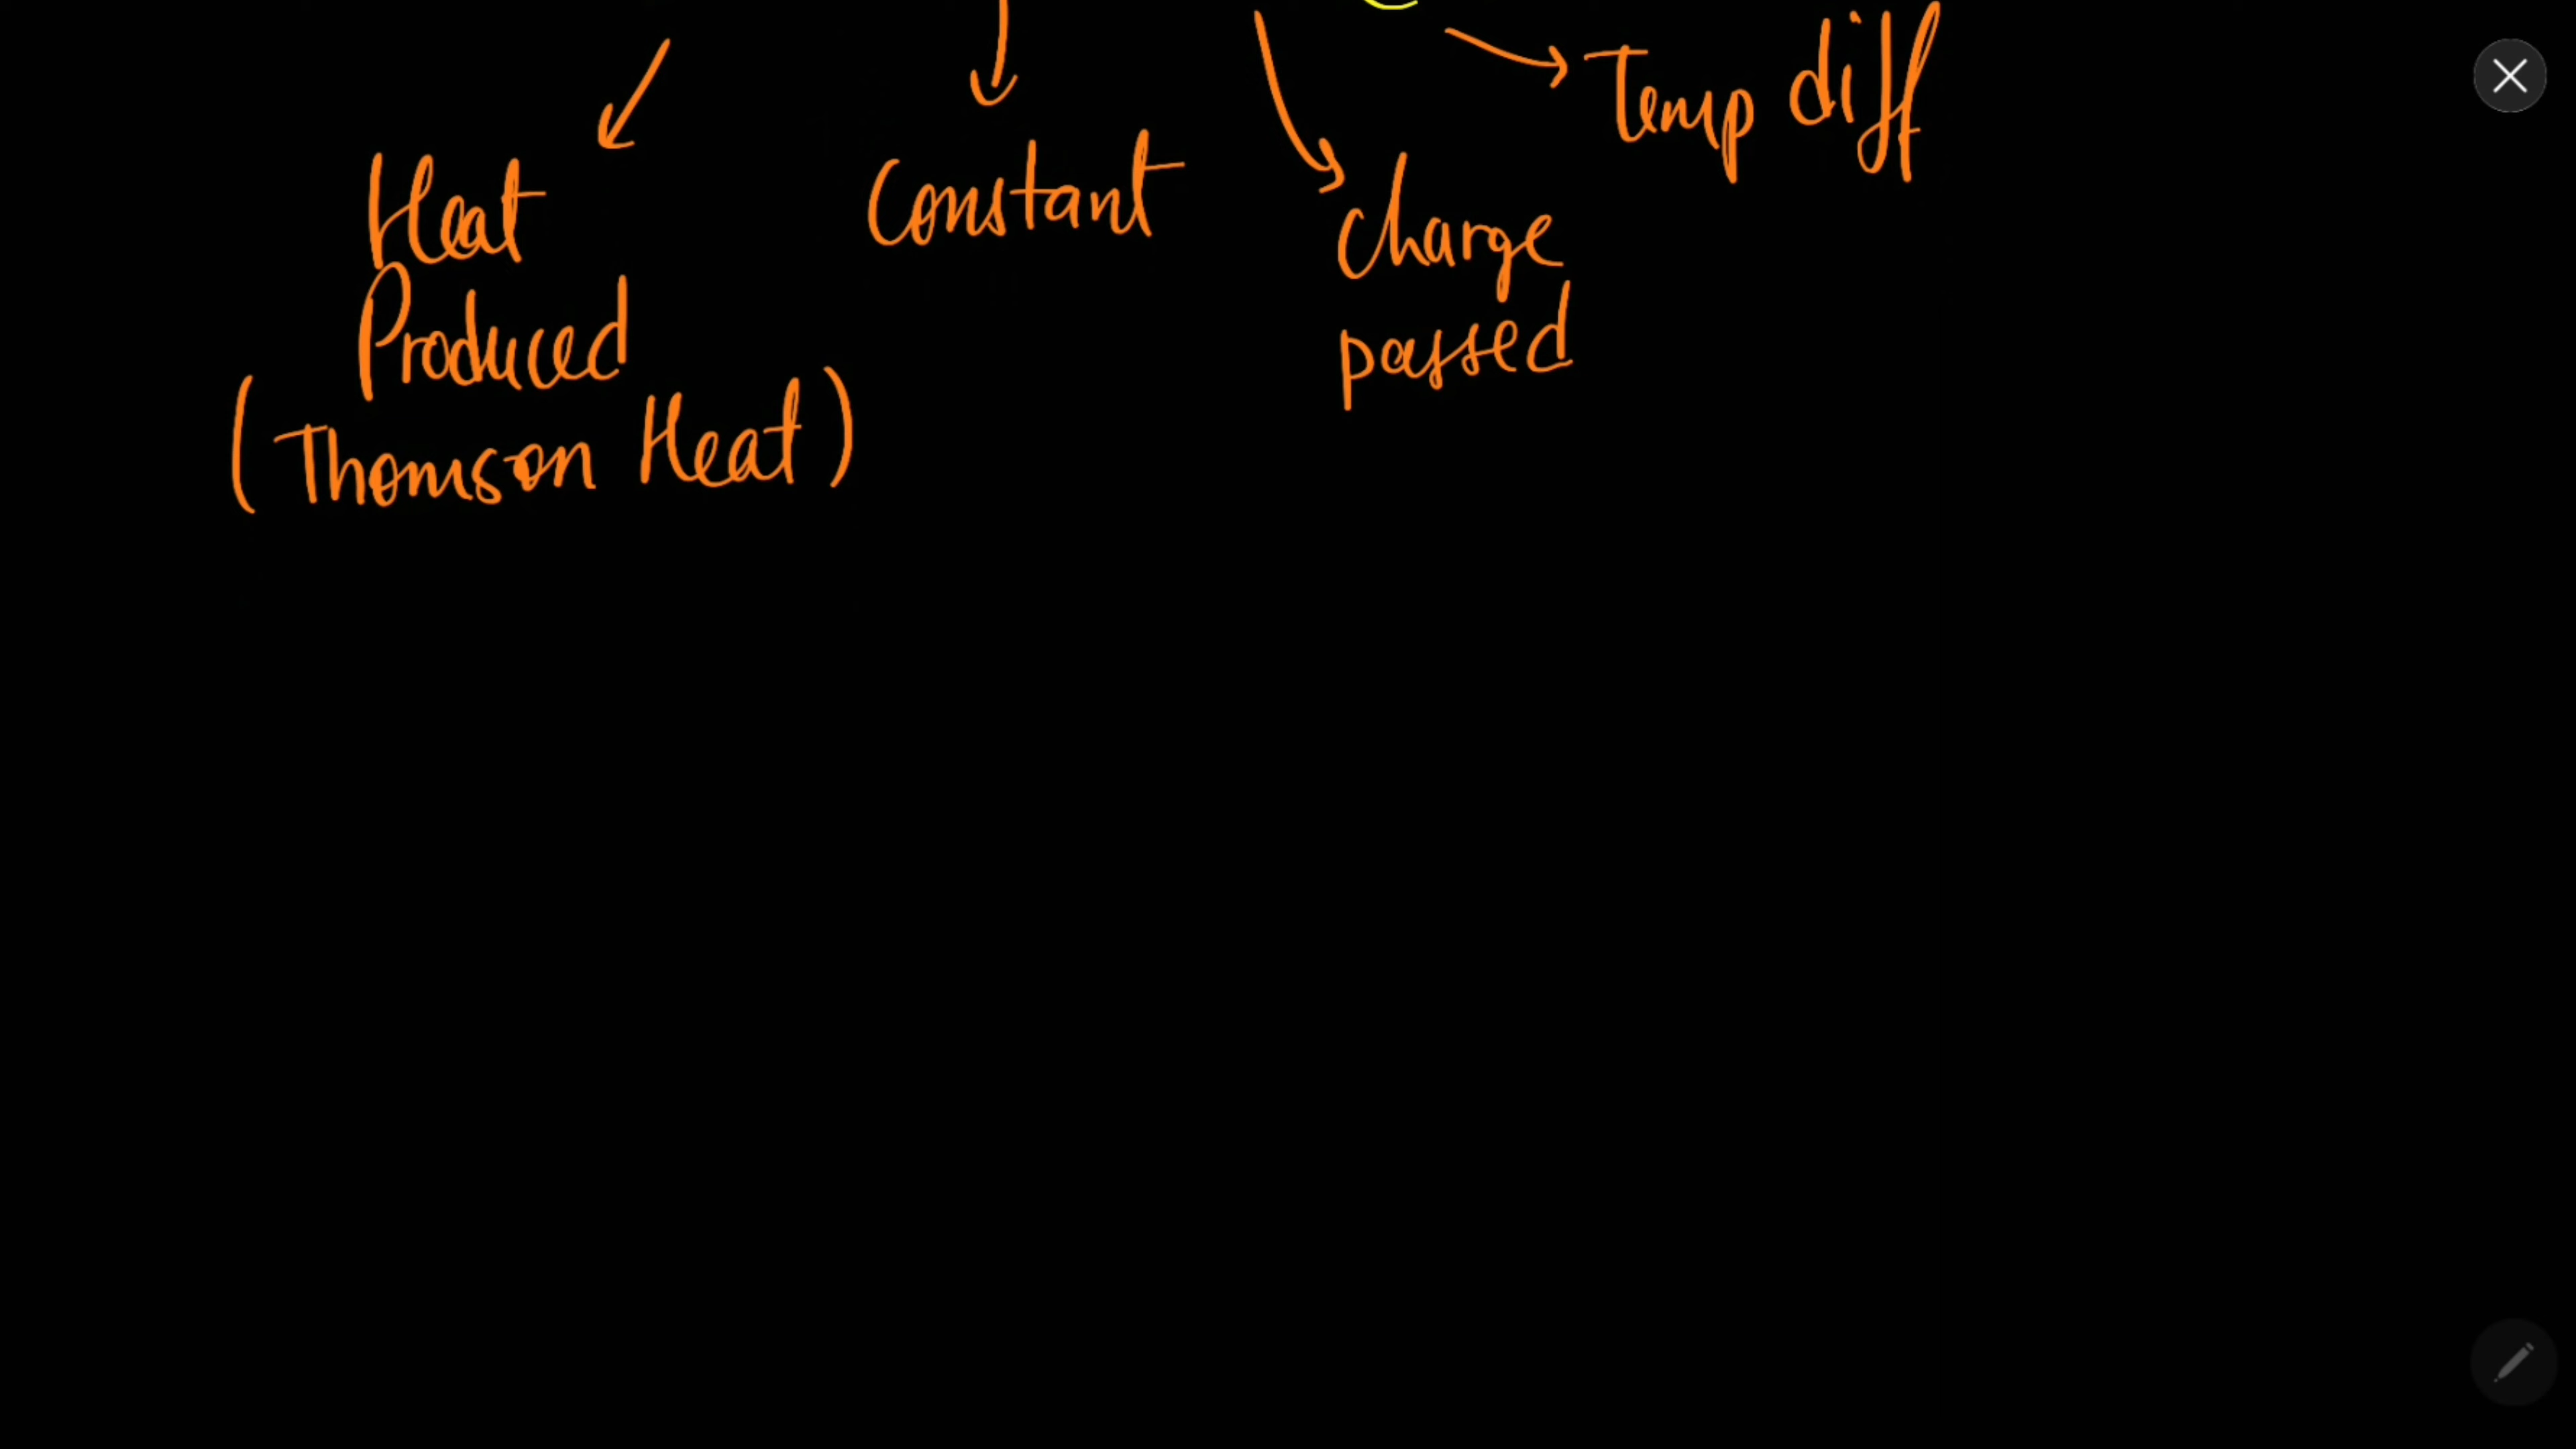 Temp diff
Heat
Produced
(Thomson Heat)
Constant
Charge
passed